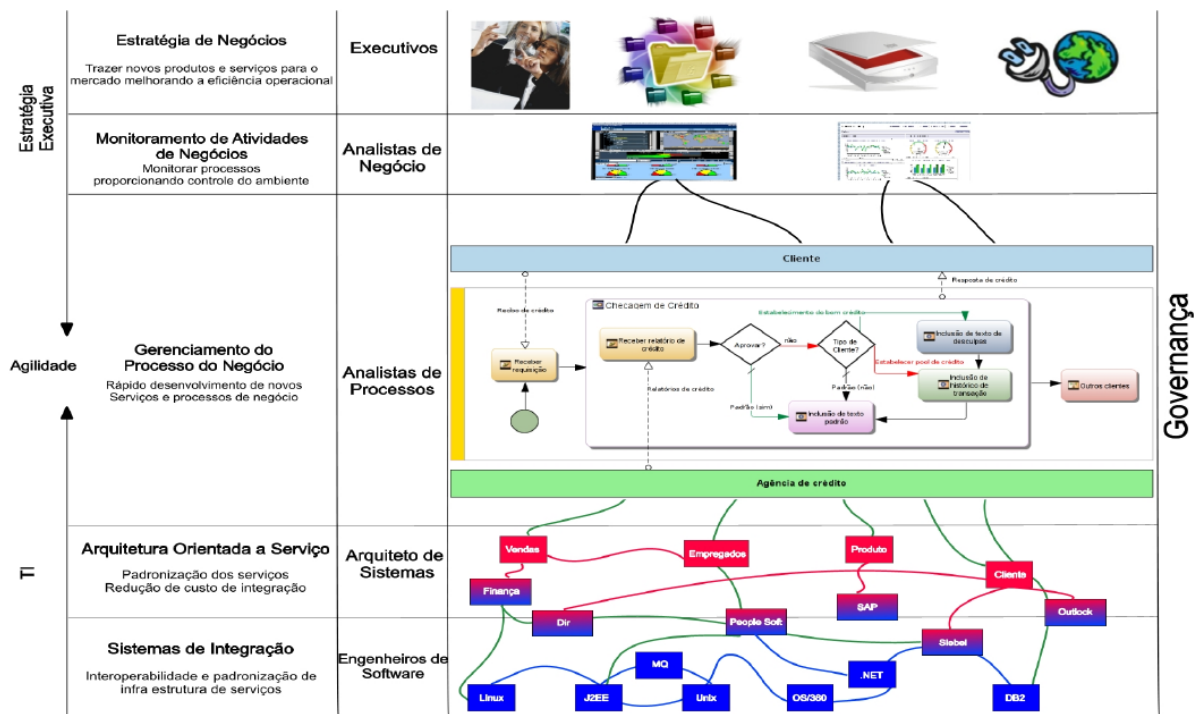 Estratégia Executiva
Estratégia de Negócios
Trazer novos produtos e serviços para o
mercado melhorando a eficiência operacional
Executivos
Monitoramento de Atividades
de Negócios
Monitorar processos
proporcionando controle do ambiente
Analistas de
Negócio
Agilidade
Gerenciamento do
Processo do Negócio
Rápido desenvolvimento de novos
Serviços e processos de negócio
Analistas de
Processos
Cliente
Resposta de crédito
Recibo de crédito
Checagem de Crédito
Estabelecimento de bom crédito
Receber
requisição
Receber relatório de
crédito
Aprovar?
não
Tipo de
Cliente?
Inclusão de texto de
desculpas
Estabelecer pool de crédito
Inclusão de
histórico de
transação
Outros clientes
Relatórios de crédito
Padrão (sim)
Padrão (não)
Inclusão de texto
padrão
Agência de crédito
Governança
TI
Arquitetura Orientada a Serviço
Padronização dos serviços
Redução de custo de integração
Arquiteto de
Sistemas
Vendas
Empregados
Produto
Cliente
Finança
SAP
Outlock
Dir
People Soft
Siebel
Sistemas de Integração
Interoperabilidade e padronização de
infra estrutura de serviços
Engenheiros de
Software
MQ
.NET
Linux
J2EE
Unix
OS/360
DB2